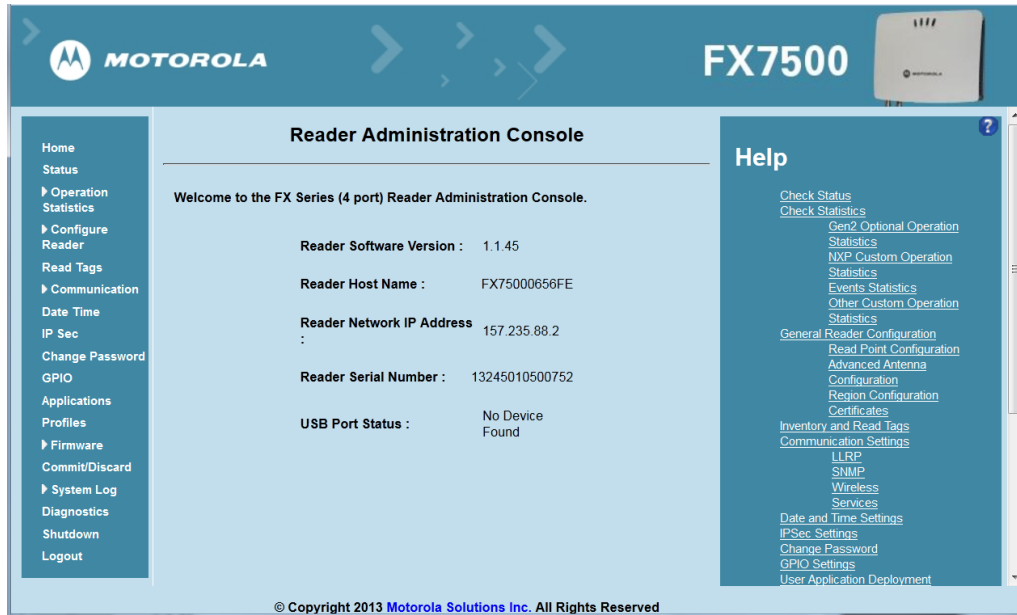 MOTOROLA
FX7500
MOTOROLA
Home
Status
Operation
Statistics
Configure
Reader
Read Tags
Communication
Date Time
IP Sec
Change Password
GPIO
Applications
Profiles
Firmware
Commit/Discard
System Log
Diagnostics
Shutdown
Logout
Reader Administration Console
Welcome to the FX Series (4 port) Reader Administration Console.
Reader Software Version : 1.1.45
Reader Host Name : FX75000656FE
Reader Network IP Address
: 157.235.88.2
Reader Serial Number : 13245010500752
USB Port Status : No Device
Found
?
Help
Check Status
Check Statistics
Gen2 Optional Operation
Statistics
NXP Custom Operation
Statistics
Events Statistics
Other Custom Operation
Statistics
General Reader Configuration
Read Point Configuration
Advanced Antenna
Configuration
Region Configuration
Certificates
Inventory and Read Tags
Communication Settings
LLRP
SNMP
Wireless
Services
Date and Time Settings
IPSec Settings
Change Password
GPIO Settings
User Application Deployment
© Copyright 2013 Motorola Solutions Inc. All Rights Reserved